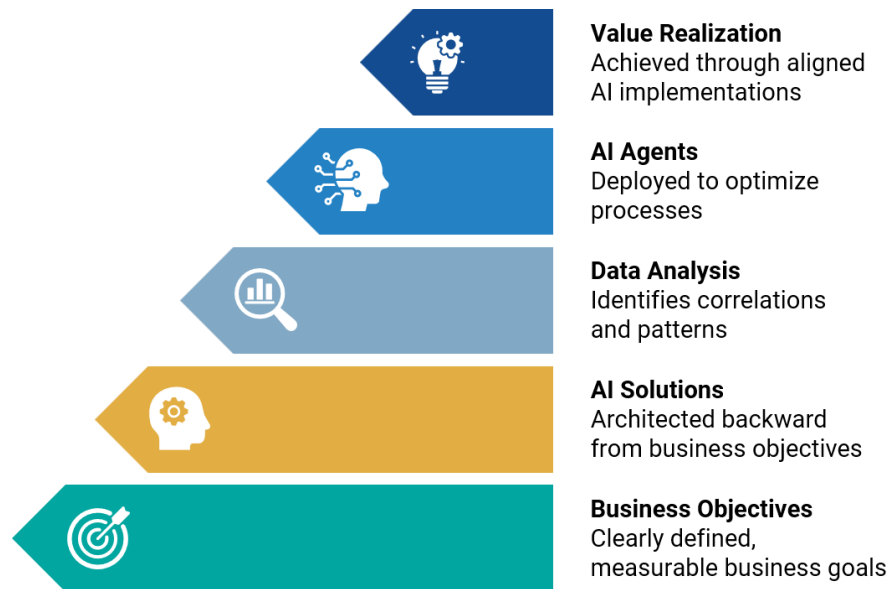 Value Realization
Achieved through aligned
AI implementations
AI Agents
Deployed to optimize
processes
Data Analysis
Identifies correlations
and patterns
AI Solutions
Architected backward
from business objectives
Business Objectives
Clearly defined,
measurable business goals